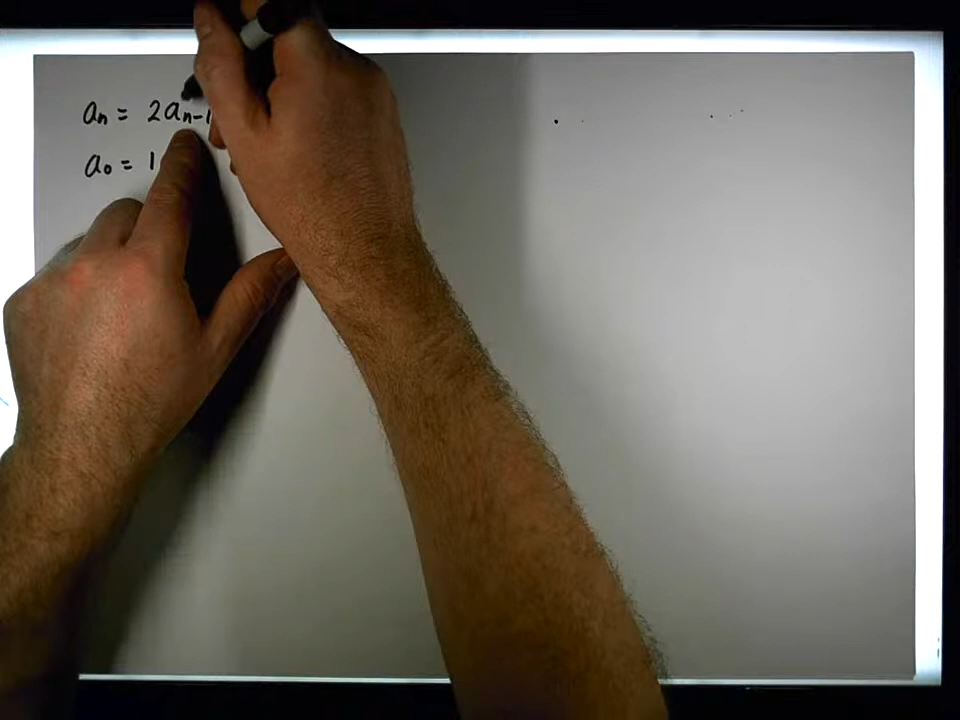 aₙ = 2aₙ₋₁
a₀ = 1